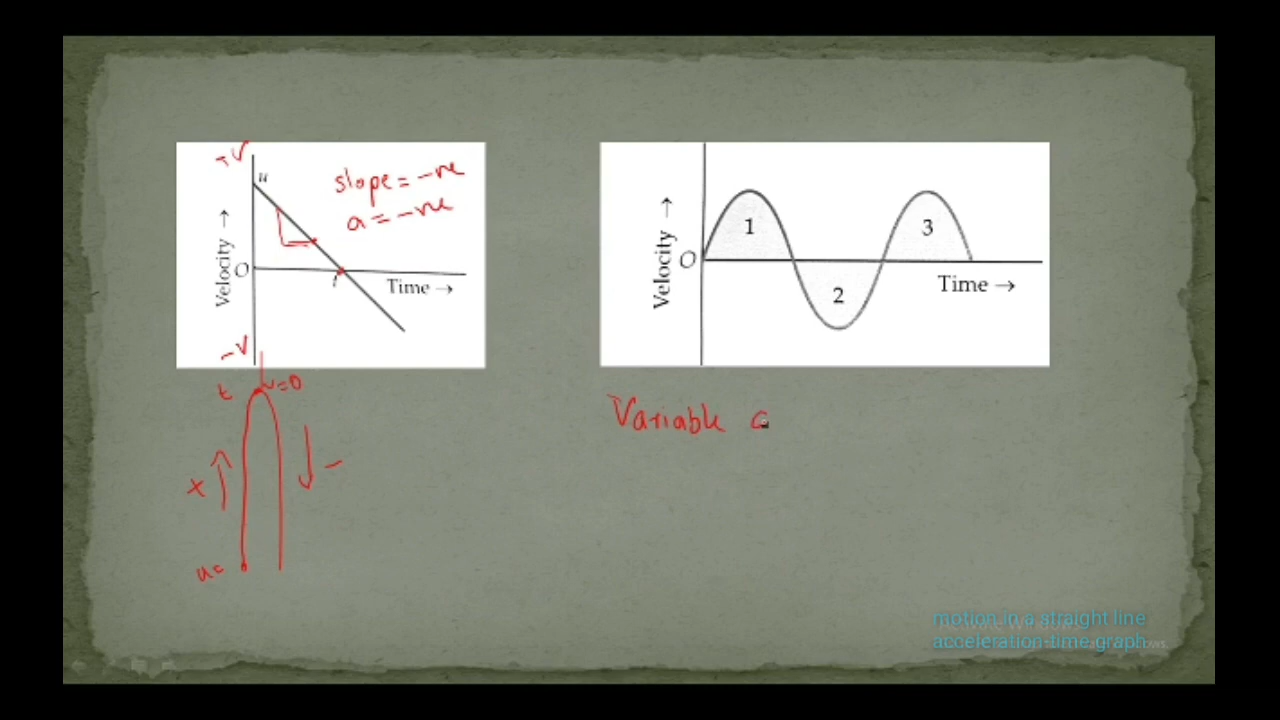 +V
u
slope = -ve
a = -ve
Velocity →
O
t
Time →
-V
t
v=0
+
-
u=
1
3
Velocity →
O
2
Time →
Variable a
motion in a straight line
acceleration-time graph